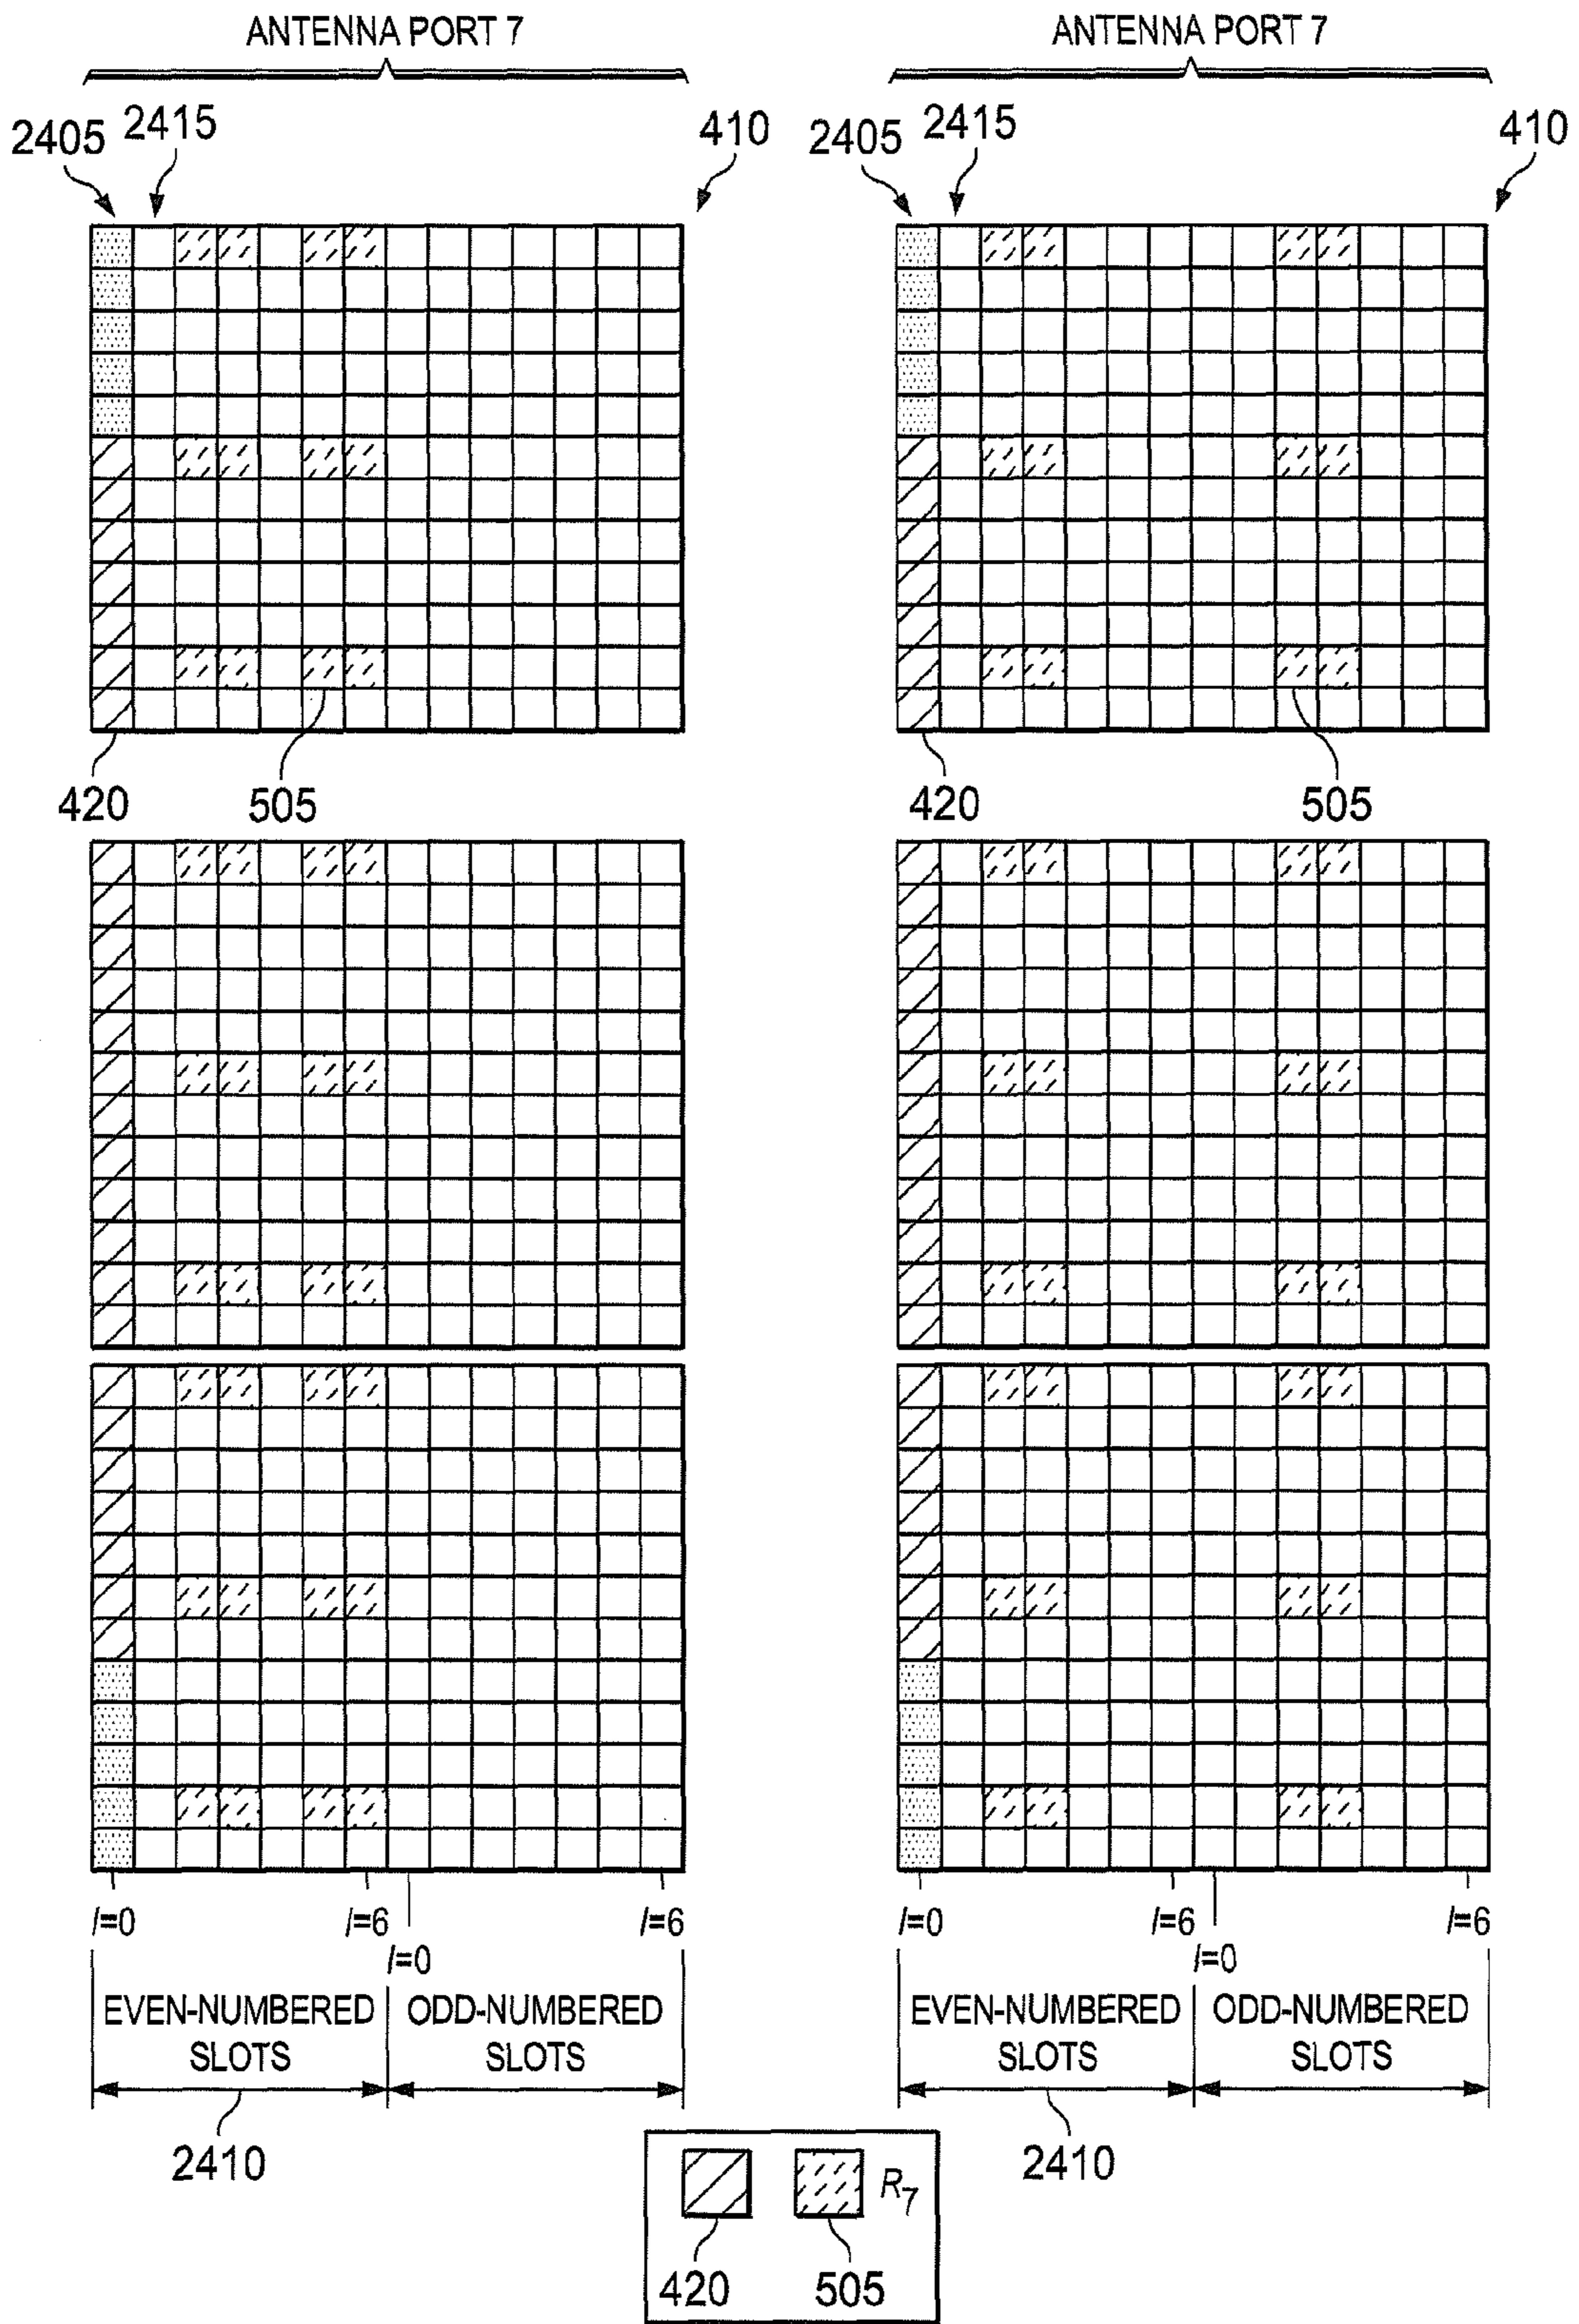 ANTENNA PORT 7 ANTENNA PORT 7
2405 2415 410 2405 2415 410
420 505 420 505
l=0 l=6 l=6 l=0 l=6 l=6
l=0 l=0
EVEN-NUMBERED ODD-NUMBERED EVEN-NUMBERED ODD-NUMBERED
SLOTS SLOTS SLOTS SLOTS
2410 2410
R7
420 505